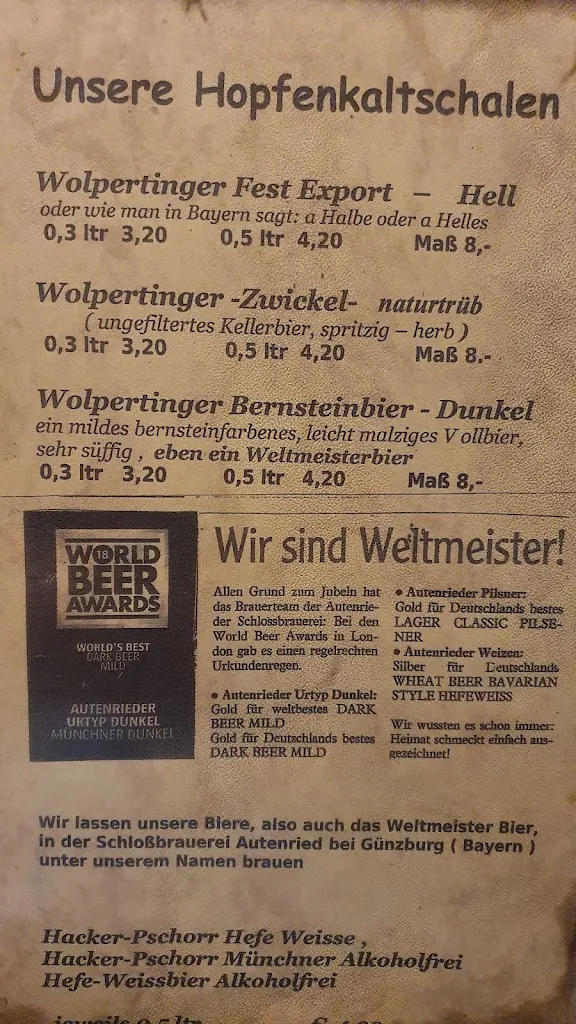 Unsere Hopfenkaltschalen
Wolpertinger Fest Export – Hell
oder wie man in Bayern sagt: a Halbe oder a Helles
0,3 ltr 3,20 0,5 ltr 4,20 Maß 8,-
Wolpertinger -Zwickel- naturtrüb
( ungefiltertes Kellerbier, spritzig – herb )
0,3 ltr 3,20 0,5 ltr 4,20 Maß 8.-
Wolpertinger Bernsteinbier - Dunkel
ein mildes bernsteinfarbenes, leicht malziges V ollbier,
sehr süffig , eben ein Weltmeisterbier
0,3 ltr 3,20 0,5 ltr 4,20 Maß 8,-
18
WORLD
BEER
AWARDS
WORLD'S BEST
DARK BEER
MILD
AUTENRIEDER
URTYP DUNKEL
MÜNCHNER DUNKEL
Wir sind Weltmeister!
Allen Grund zum Jubeln hat
das Brauerteam der Autenrie-
der Schlossbrauerei: Bei den
World Beer Awards in Lon-
don gab es einen regelrechten
Urkundenregen.
• Autenrieder Urtyp Dunkel:
Gold für weltbestes DARK
BEER MILD
Gold für Deutschlands bestes
DARK BEER MILD
• Autenrieder Pilsner:
Gold für Deutschlands bestes
LAGER CLASSIC PILSE-
NER
• Autenrieder Weizen:
Silber für Deutschlands
WHEAT BEER BAVARIAN
STYLE HEFEWEISS
Wir wussten es schon immer:
Heimat schmeckt einfach aus-
gezeichnet!
Wir lassen unsere Biere, also auch das Weltmeister Bier,
in der Schloßbrauerei Autenried bei Günzburg ( Bayern )
unter unserem Namen brauen
Hacker-Pschorr Hefe Weisse ,
Hacker-Pschorr Münchner Alkoholfrei
Hefe-Weissbier Alkoholfrei
jeweils 0,5 ltr